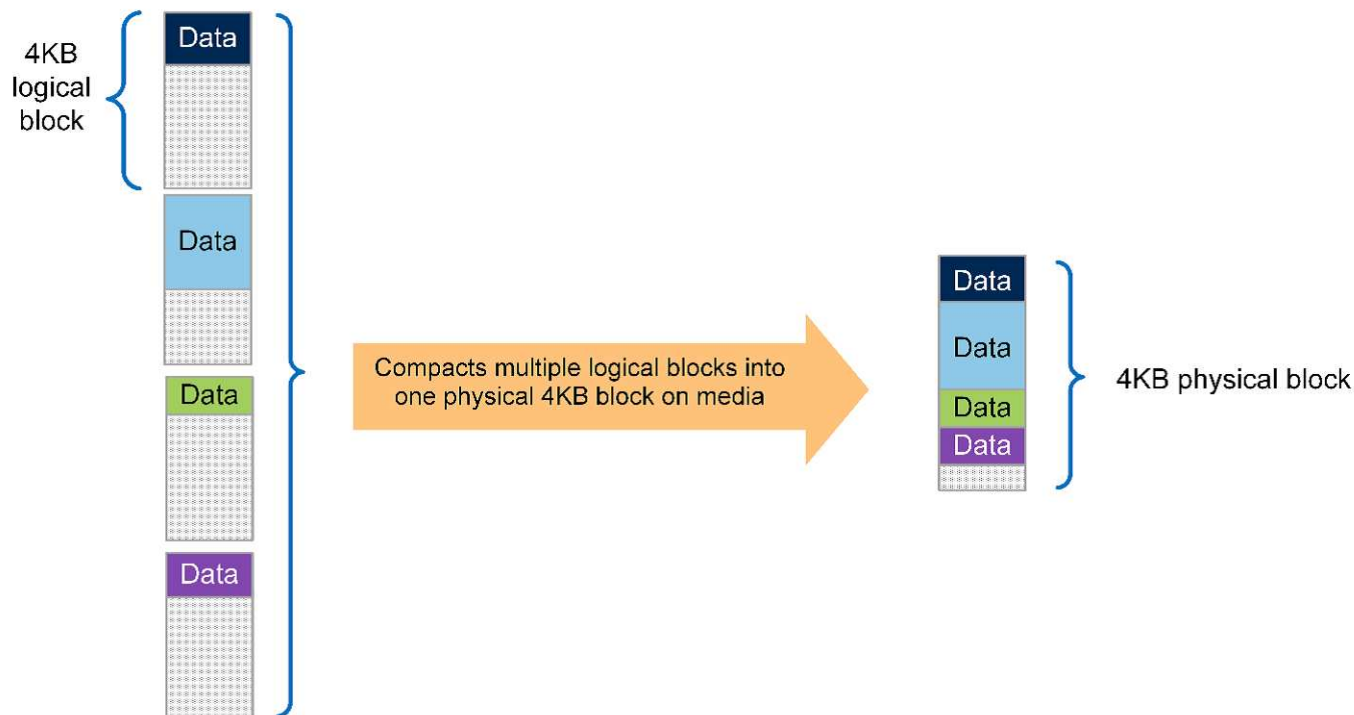 4KB
logical
block
Data
Data
Data
Data
Compacts multiple logical blocks into
one physical 4KB block on media
Data
Data
Data
Data
4KB physical block